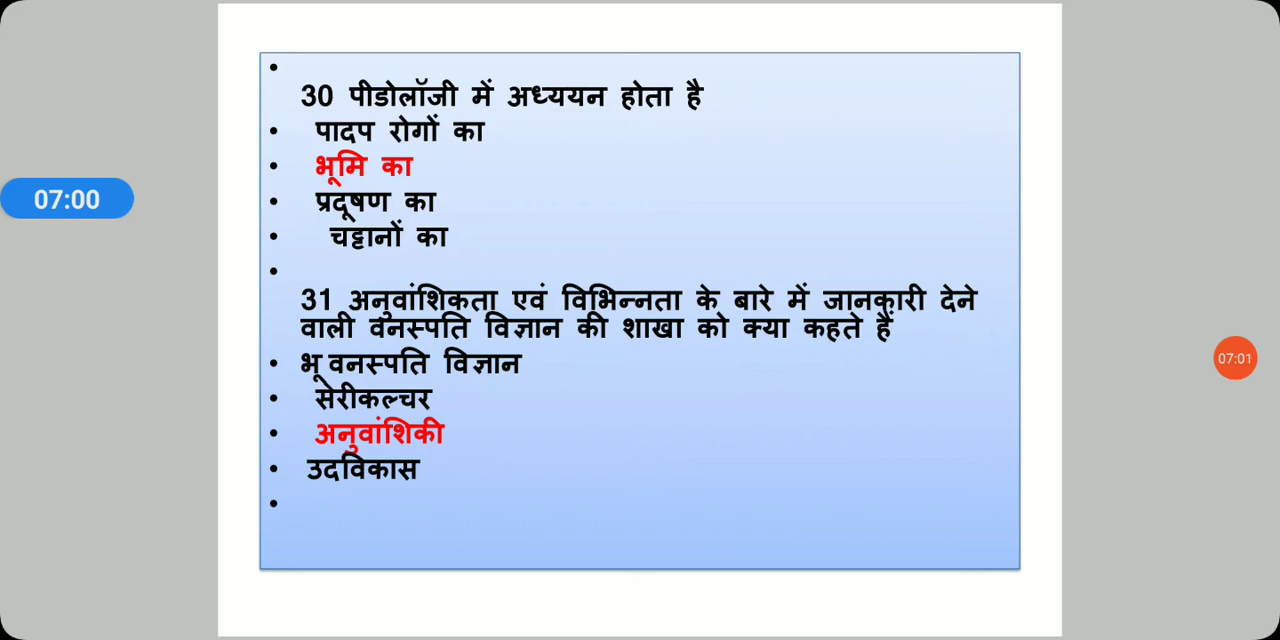 30 पीडोलॉजी में अध्ययन होता है
• पादप रोगों का
• भूमि का
• प्रदूषण का
• चट्टानों का
31 अनुवांशिकता एवं विभिन्नता के बारे में जानकारी देने
वाली वनस्पति विज्ञान की शाखा को क्या कहते हैं
• भू वनस्पति विज्ञान
• सेरीकल्चर
• अनुवांशिकी
• उदविकास
07:00
07:01